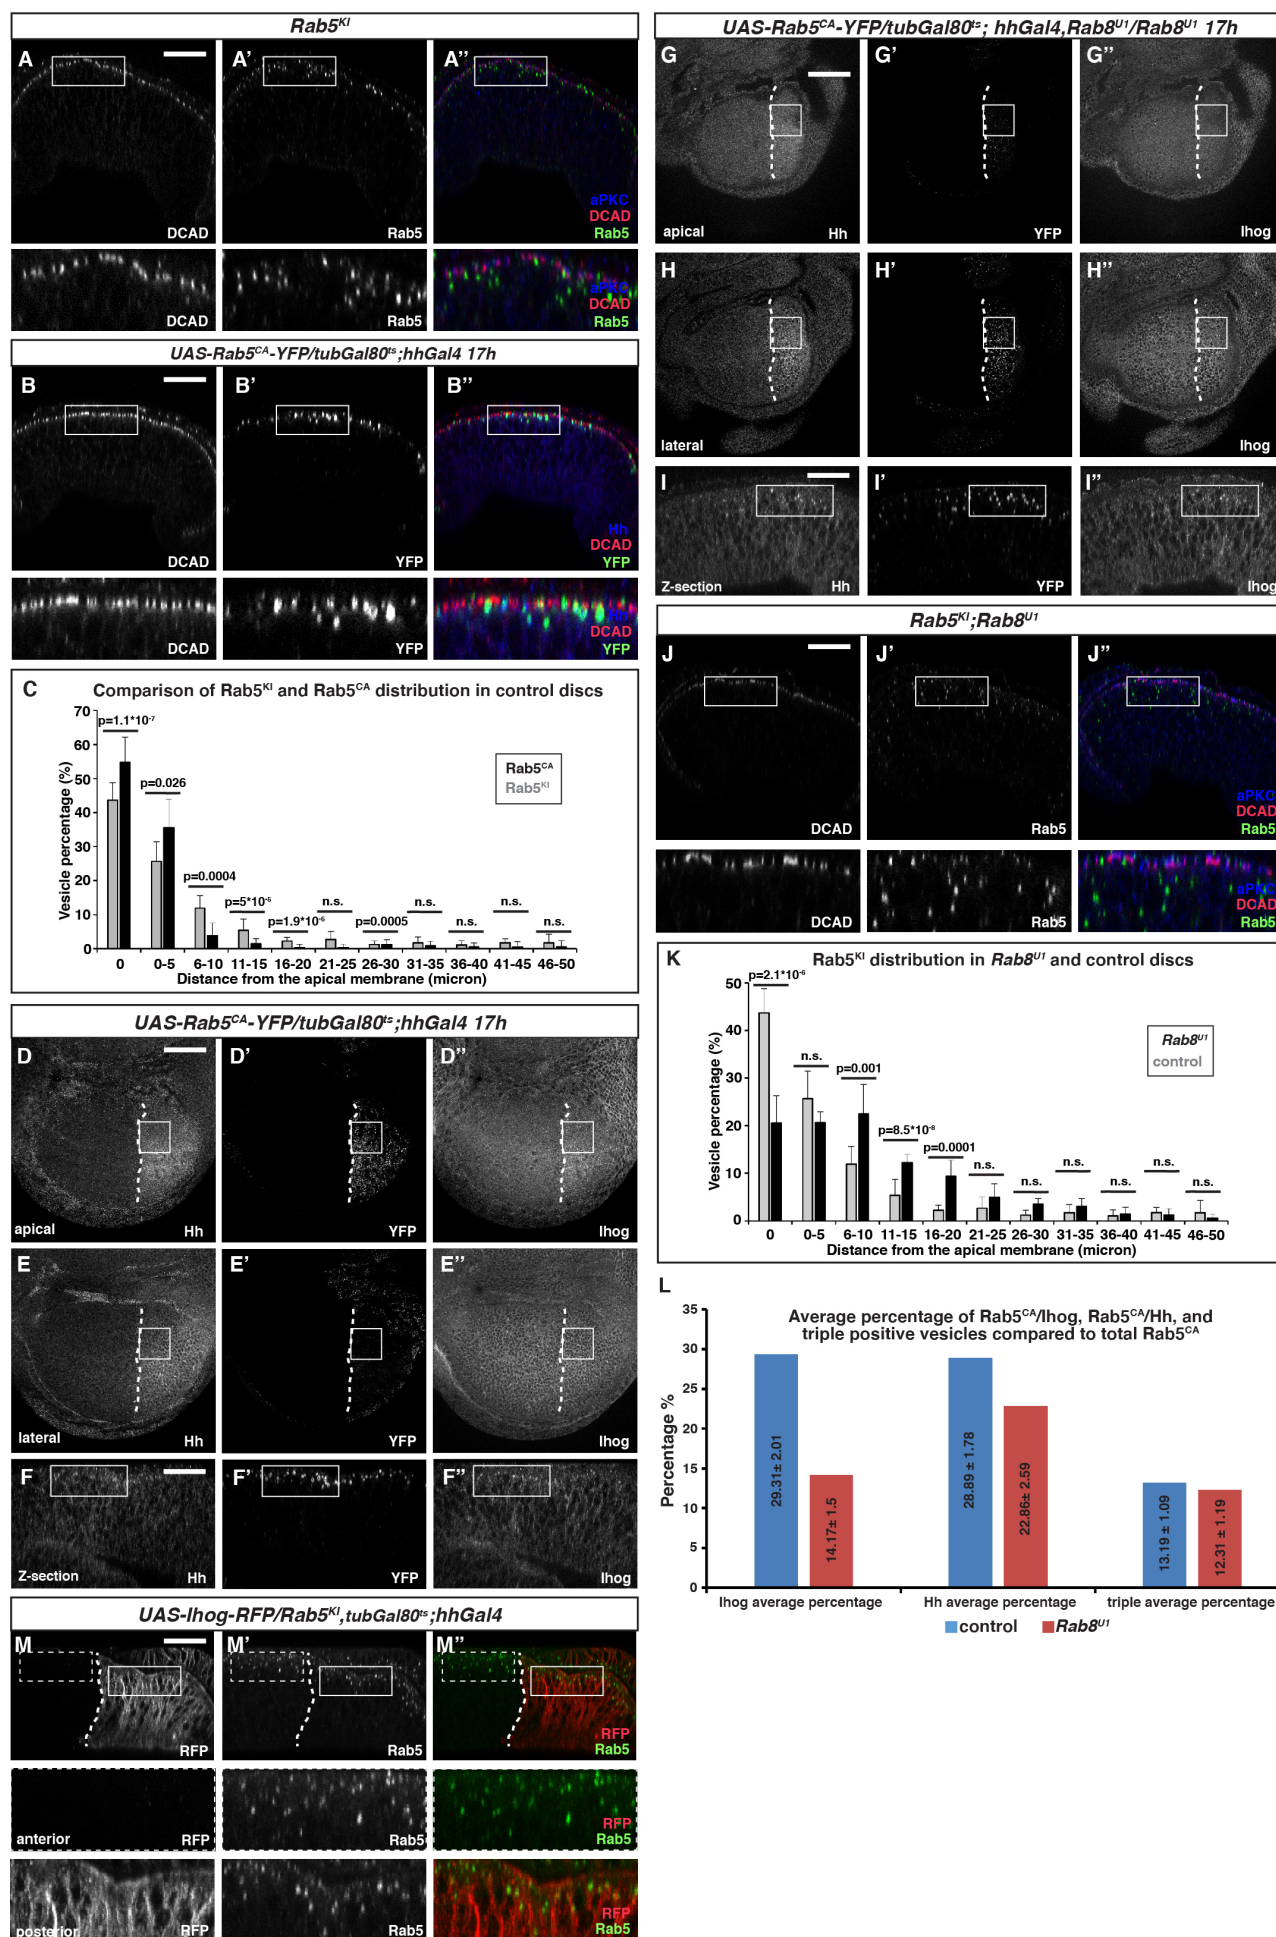 Rab5ᴷᴵ
A A' A''
aPKC
DCAD
DCAD Rab5 Rab5
aPKC
DCAD
DCAD Rab5 Rab5
UAS-Rab5ᶜᴬ-YFP/tubGal80ᵗˢ;hhGal4 17h
B B' B''
Hh
DCAD
DCAD YFP YFP
Hh
DCAD
DCAD YFP YFP
C Comparison of Rab5ᴷᴵ and Rab5ᶜᴬ distribution in control discs
Vesicle percentage (%)
70
60
50
40
30
20
10
0
p=1.1*10⁻⁷
p=0.026
p=0.0004
p=5*10⁻⁶
p=1.9*10⁻⁶
n.s.
p=0.0005
n.s.
n.s.
n.s.
n.s.
Rab5ᶜᴬ
Rab5ᴷᴵ
0 0-5 6-10 11-15 16-20 21-25 26-30 31-35 36-40 41-45 46-50
Distance from the apical membrane (micron)
UAS-Rab5ᶜᴬ-YFP/tubGal80ᵗˢ;hhGal4 17h
D D' D''
apical Hh YFP Ihog
E E' E''
lateral Hh YFP Ihog
F F' F''
Z-section Hh YFP Ihog
UAS-Ihog-RFP/Rab5ᴷᴵ,tubGal80ᵗˢ;hhGal4
M M' M''
RFP
RFP Rab5 Rab5
RFP
anterior RFP Rab5 Rab5
RFP
posterior RFP Rab5 Rab5
UAS-Rab5ᶜᴬ-YFP/tubGal80ᵗˢ; hhGal4,Rab8ᵁ¹/Rab8ᵁ¹ 17h
G G' G''
apical Hh YFP Ihog
H H' H''
lateral Hh YFP Ihog
I I' I''
Z-section Hh YFP Ihog
Rab5ᴷᴵ;Rab8ᵁ¹
J J' J''
aPKC
DCAD
DCAD Rab5 Rab5
aPKC
DCAD
DCAD Rab5 Rab5
K Rab5ᴷᴵ distribution in Rab8ᵁ¹ and control discs
Vesicle percentage (%)
50
40
30
20
10
0
p=2.1*10⁻⁶
n.s.
p=0.001
p=8.5*10⁻⁸
p=0.0001
n.s.
n.s.
n.s.
n.s.
n.s.
n.s.
Rab8ᵁ¹
control
0 0-5 6-10 11-15 16-20 21-25 26-30 31-35 36-40 41-45 46-50
Distance from the apical membrane (micron)
L
Average percentage of Rab5ᶜᴬ/Ihog, Rab5ᶜᴬ/Hh, and
triple positive vesicles compared to total Rab5ᶜᴬ
Percentage %
35
30
25
20
15
10
5
0
29.31± 2.01
14.17± 1.5
28.89 ± 1.78
22.86± 2.59
13.19 ± 1.09
12.31 ± 1.19
Ihog average percentage Hh average percentage triple average percentage
control Rab8ᵁ¹